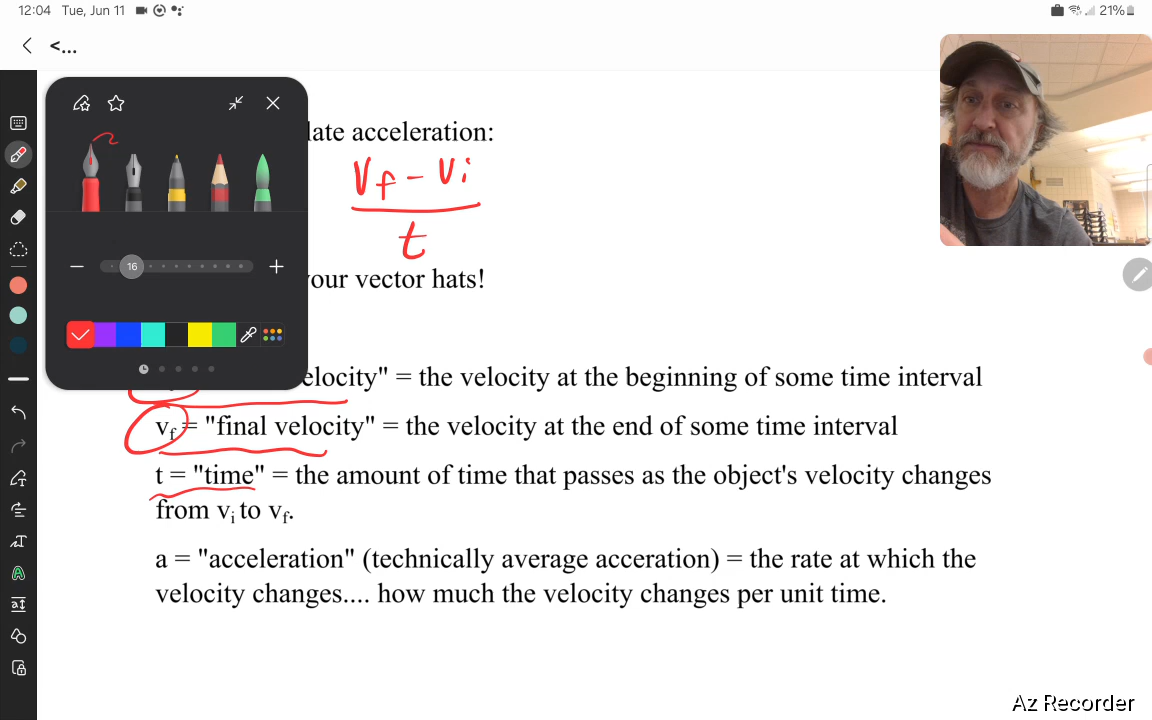 12:04 Tue, Jun 11 21%
<...
late acceleration:
vf - vi
t
our vector hats!
elocity" = the velocity at the beginning of some time interval
vf = "final velocity" = the velocity at the end of some time interval
t = "time" = the amount of time that passes as the object's velocity changes
from vi to vf.
a = "acceleration" (technically average acceration) = the rate at which the
velocity changes.... how much the velocity changes per unit time.
16
Az Recorder